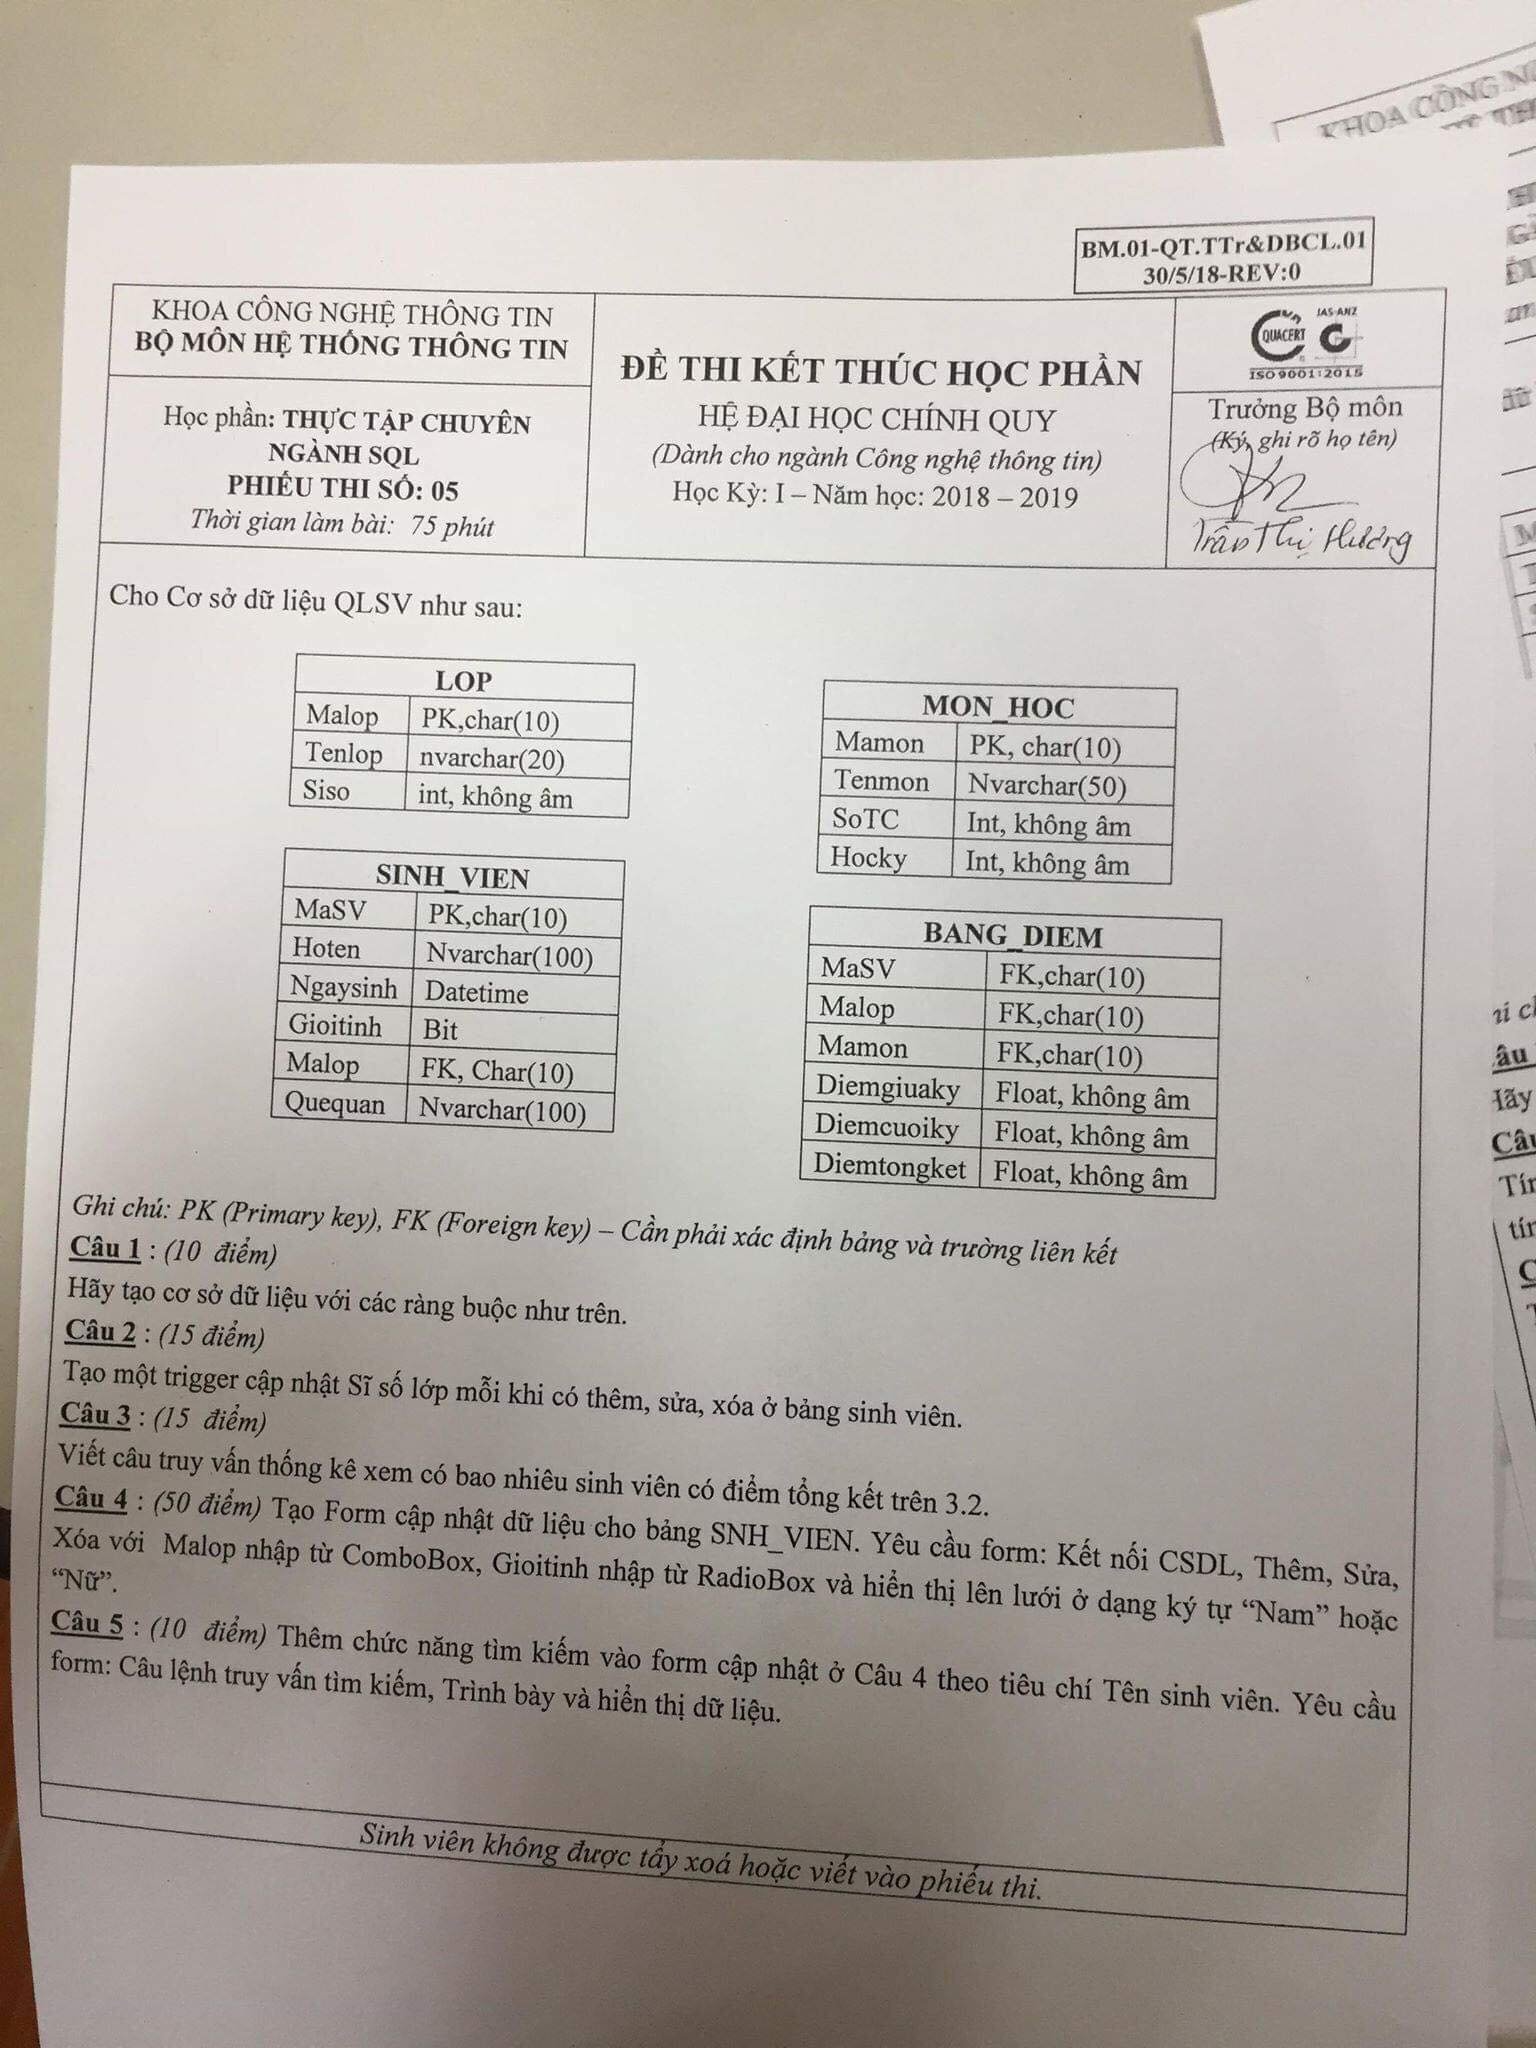 KHOA CÔNG N
BM.01-QT.TTr&DBCL.01
30/5/18-REV:0
KHOA CÔNG NGHỆ THÔNG TIN
BỘ MÔN HỆ THỐNG THÔNG TIN
Học phần: THỰC TẬP CHUYÊN
NGÀNH SQL
PHIẾU THI SỐ: 05
Thời gian làm bài: 75 phút
ĐỀ THI KẾT THÚC HỌC PHẦN
HỆ ĐẠI HỌC CHÍNH QUY
(Dành cho ngành Công nghệ thông tin)
Học Kỳ: I – Năm học: 2018 – 2019
JAS-ANZ
QUACERT
ISO 9001:2015
Trưởng Bộ môn
(Ký, ghi rõ họ tên)
Trần Thị Hương
Cho Cơ sở dữ liệu QLSV như sau:
LOP
Malop PK,char(10)
Tenlop nvarchar(20)
Siso int, không âm
SINH_VIEN
MaSV PK,char(10)
Hoten Nvarchar(100)
Ngaysinh Datetime
Gioitinh Bit
Malop FK, Char(10)
Quequan Nvarchar(100)
MON_HOC
Mamon PK, char(10)
Tenmon Nvarchar(50)
SoTC Int, không âm
Hocky Int, không âm
BANG_DIEM
MaSV FK,char(10)
Malop FK,char(10)
Mamon FK,char(10)
Diemgiuaky Float, không âm
Diemcuoiky Float, không âm
Diemtongket Float, không âm
Ghi chú: PK (Primary key), FK (Foreign key) – Cần phải xác định bảng và trường liên kết
Câu 1 : (10 điểm)
Hãy tạo cơ sở dữ liệu với các ràng buộc như trên.
Câu 2 : (15 điểm)
Tạo một trigger cập nhật Sĩ số lớp mỗi khi có thêm, sửa, xóa ở bảng sinh viên.
Câu 3 : (15 điểm)
Viết câu truy vấn thống kê xem có bao nhiêu sinh viên có điểm tổng kết trên 3.2.
Câu 4 : (50 điểm) Tạo Form cập nhật dữ liệu cho bảng SNH_VIEN. Yêu cầu form: Kết nối CSDL, Thêm, Sửa,
Xóa với Malop nhập từ ComboBox, Gioitinh nhập từ RadioBox và hiển thị lên lưới ở dạng ký tự “Nam” hoặc
“Nữ”.
Câu 5 : (10 điểm) Thêm chức năng tìm kiếm vào form cập nhật ở Câu 4 theo tiêu chí Tên sinh viên. Yêu cầu
form: Câu lệnh truy vấn tìm kiếm, Trình bày và hiển thị dữ liệu.
Sinh viên không được tẩy xoá hoặc viết vào phiếu thi.